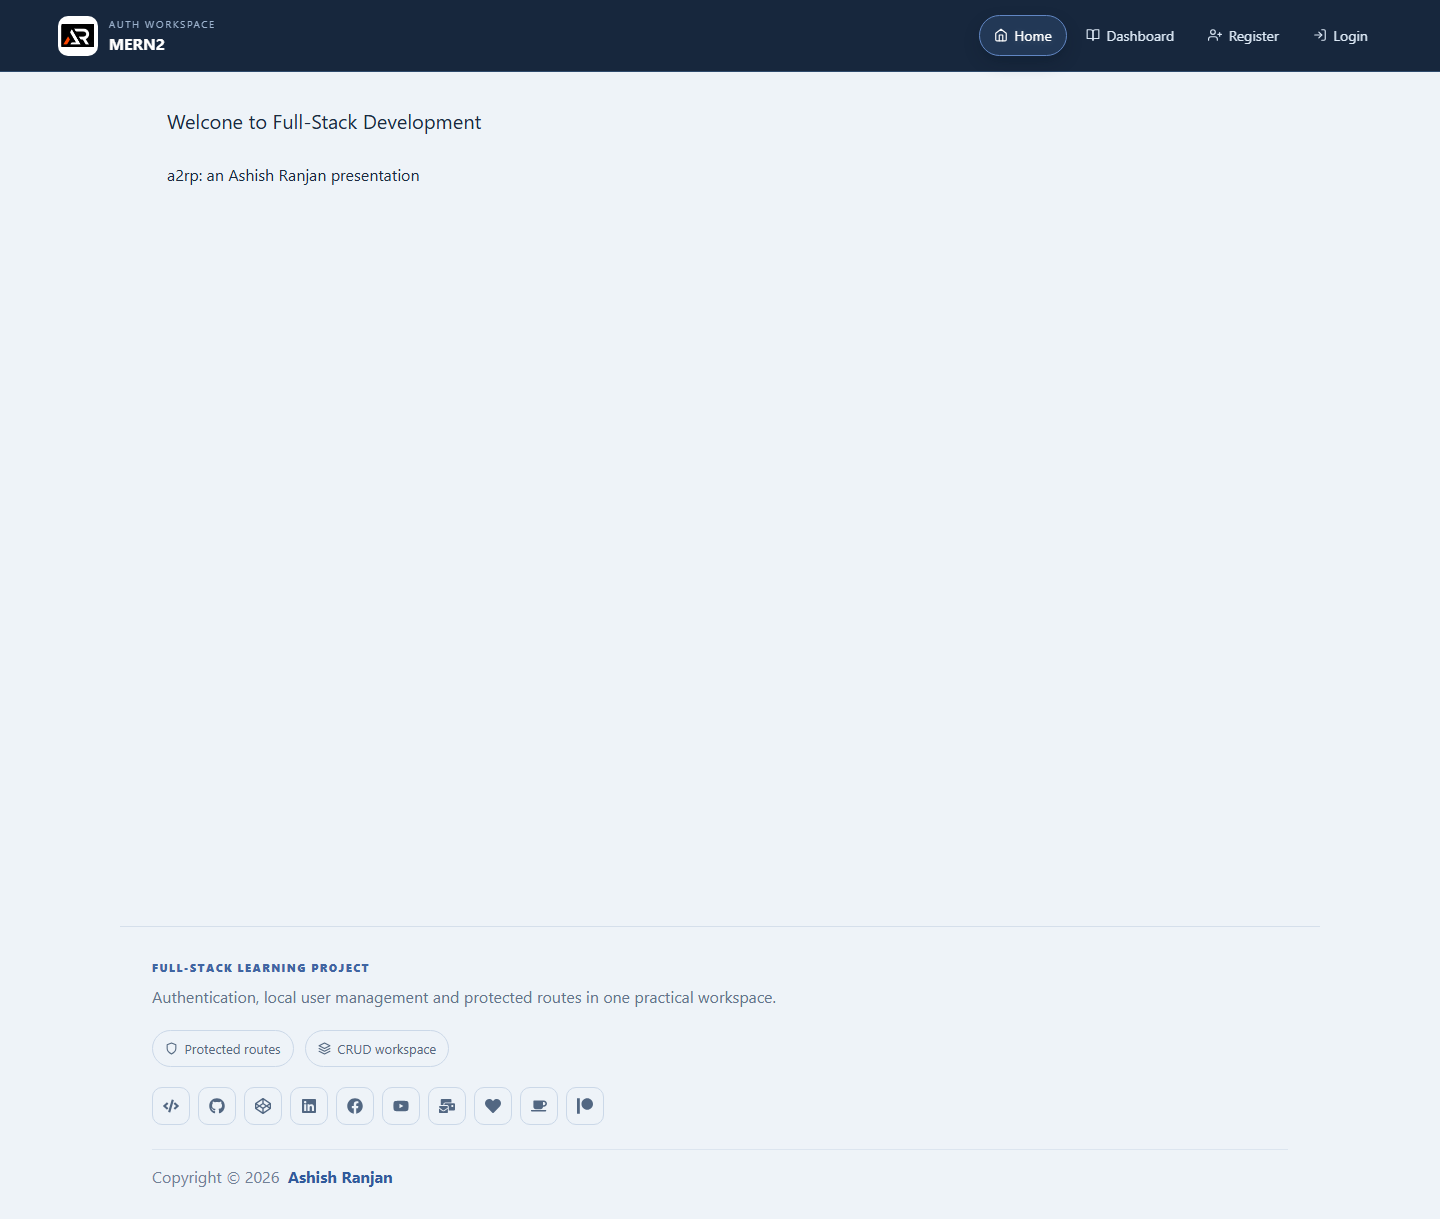 AUTH WORKSPACE
MERN2
Home
Dashboard
Register
Login
Welcone to Full-Stack Development
a2rp: an Ashish Ranjan presentation
FULL-STACK LEARNING PROJECT
Authentication, local user management and protected routes in one practical workspace.
Protected routes
CRUD workspace
Copyright © 2026 Ashish Ranjan